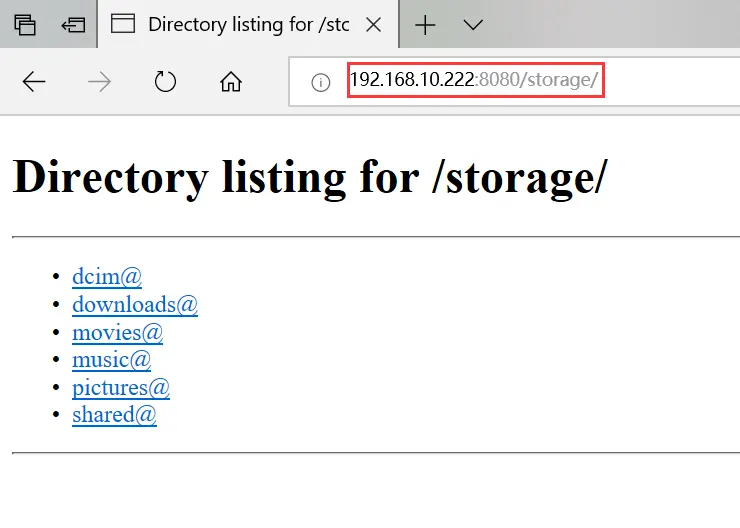 Directory listing for /stc
192.168.10.222:8080/storage/
Directory listing for /storage/
dcim@
downloads@
movies@
music@
pictures@
shared@